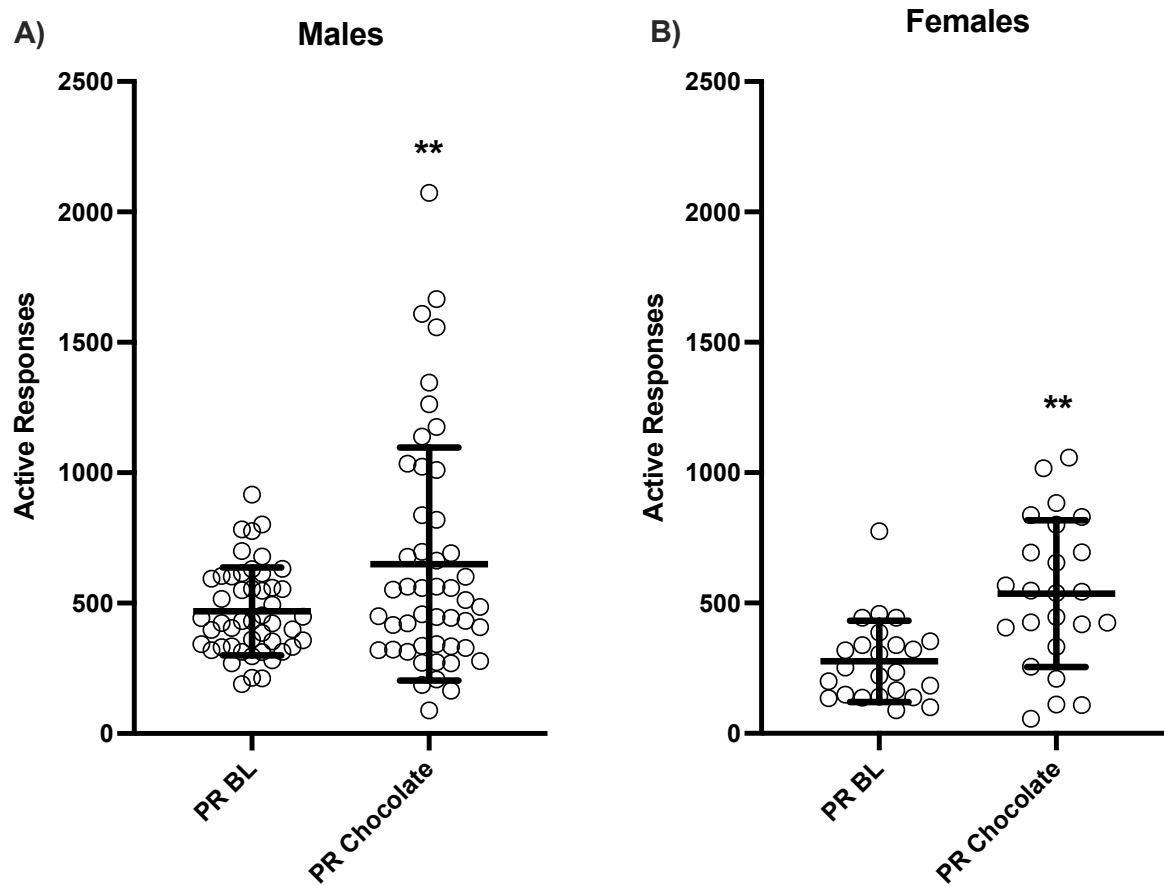 A)
Males
Active Responses
2500
2000
1500
1000
500
0
**
PR BL
PR Chocolate
B)
Females
Active Responses
2500
2000
1500
1000
500
0
**
PR BL
PR Chocolate